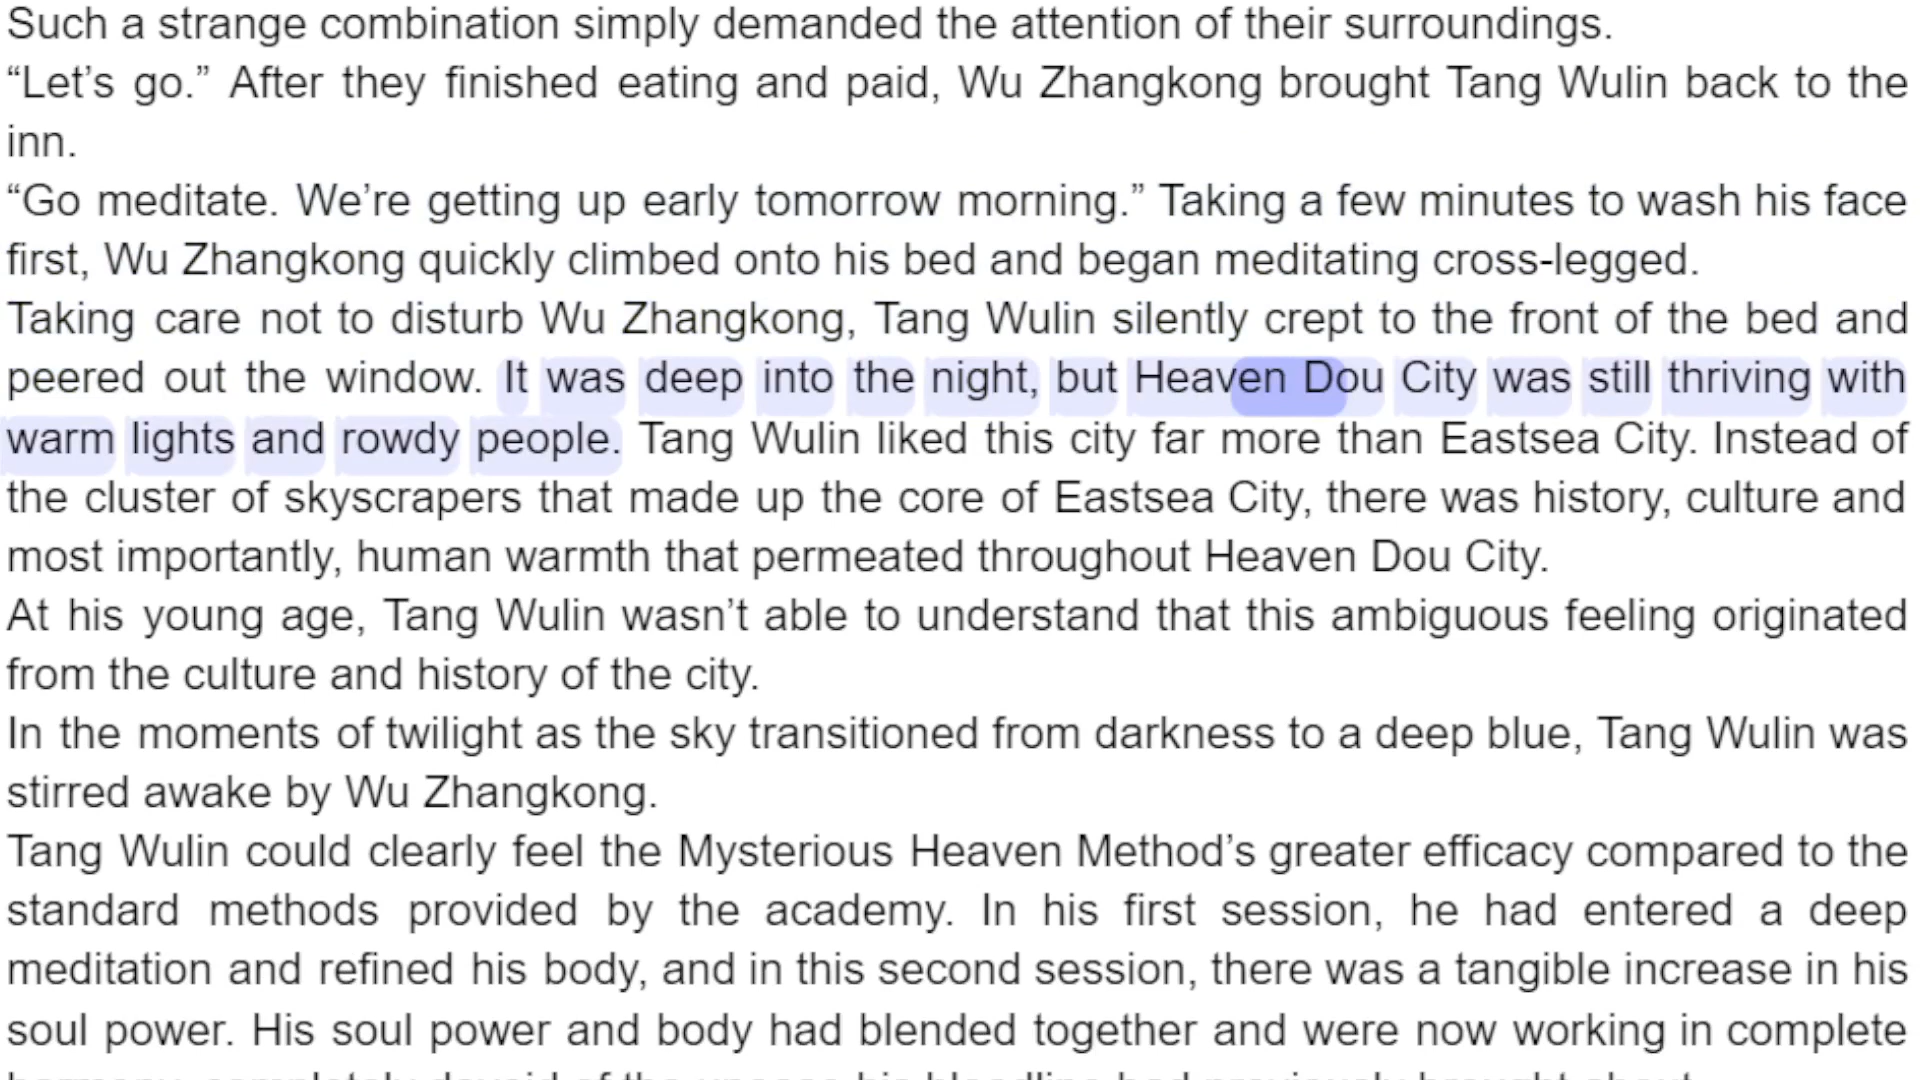 Such a strange combination simply demanded the attention of their surroundings.
“Let’s go.” After they finished eating and paid, Wu Zhangkong brought Tang Wulin back to the
inn.
“Go meditate. We’re getting up early tomorrow morning.” Taking a few minutes to wash his face
first, Wu Zhangkong quickly climbed onto his bed and began meditating cross-legged.
Taking care not to disturb Wu Zhangkong, Tang Wulin silently crept to the front of the bed and
peered out the window. It was deep into the night, but Heaven Dou City was still thriving with
warm lights and rowdy people. Tang Wulin liked this city far more than Eastsea City. Instead of
the cluster of skyscrapers that made up the core of Eastsea City, there was history, culture and
most importantly, human warmth that permeated throughout Heaven Dou City.
At his young age, Tang Wulin wasn’t able to understand that this ambiguous feeling originated
from the culture and history of the city.
In the moments of twilight as the sky transitioned from darkness to a deep blue, Tang Wulin was
stirred awake by Wu Zhangkong.
Tang Wulin could clearly feel the Mysterious Heaven Method’s greater efficacy compared to the
standard methods provided by the academy. In his first session, he had entered a deep
meditation and refined his body, and in this second session, there was a tangible increase in his
soul power. His soul power and body had blended together and were now working in complete